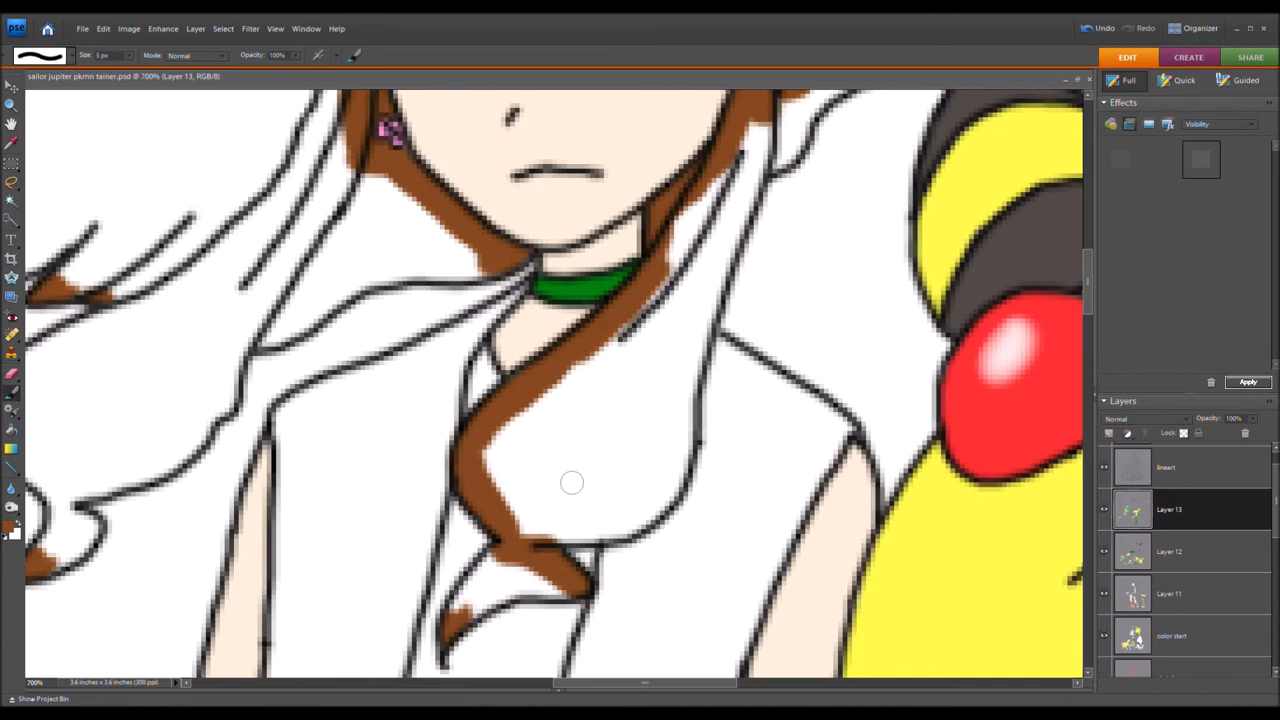 pse File Edit Image Enhance Layer Select Filter View Window Help Undo Redo Organizer
Size: 5 px Mode: Normal Opacity: 100% EDIT CREATE SHARE
sailor jupiter pkmn tainer.psd @ 700% (Layer 13, RGB/8) Full Quick Guided
Effects
Visibility
Apply
Layers
Normal Opacity: 100%
Lock:
lineart
Layer 13
Layer 12
Layer 11
color start
700% 3.6 inches x 3.6 inches (300 ppi)
Show Project Bin